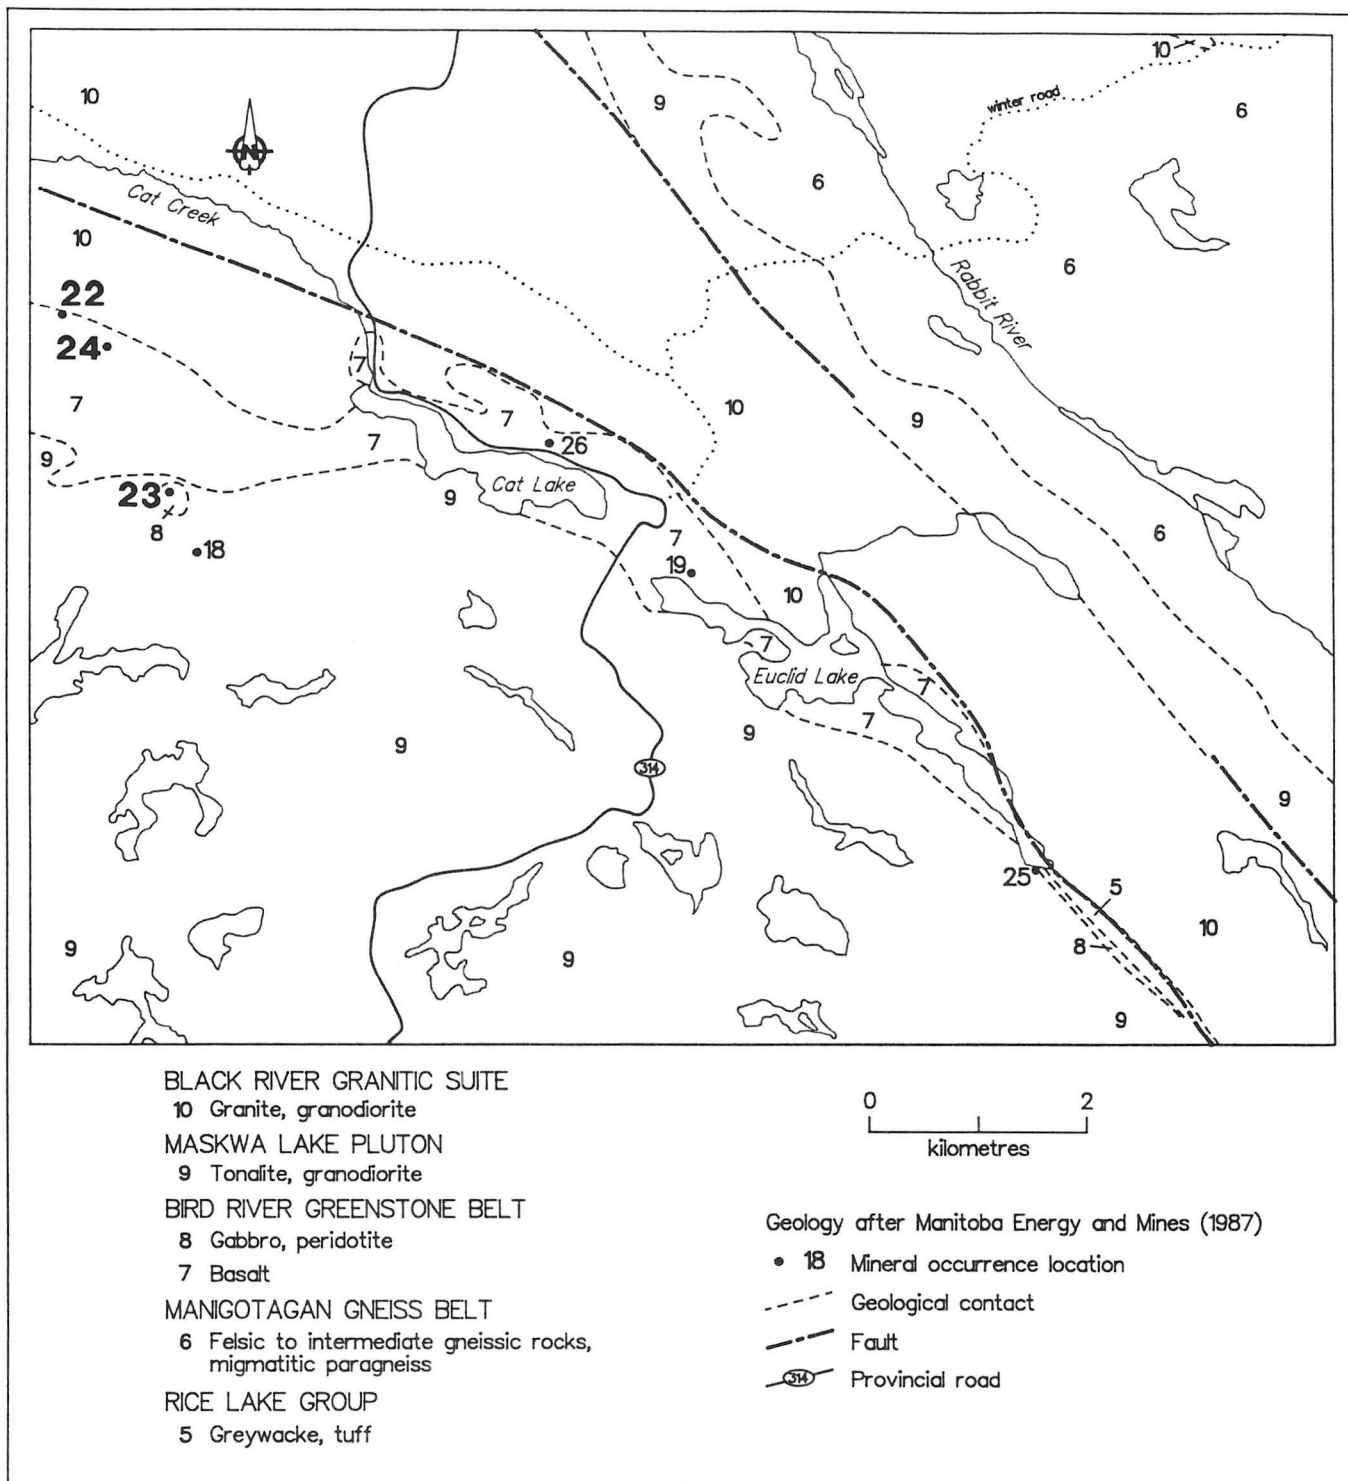 10
9
10
winter road
6
N
Cat Creek
6
10
6
Rabbit River
22
24
7
7
10
9
7
7
26
9
23
Cat Lake
9
8
18
7
6
19
10
7
Euclid Lake
7
7
9
9
314
9
25
5
9
9
8
10
9
BLACK RIVER GRANITIC SUITE
10 Granite, granodiorite
MASKWA LAKE PLUTON
9 Tonalite, granodiorite
BIRD RIVER GREENSTONE BELT
8 Gabbro, peridotite
7 Basalt
MANIGOTAGAN GNEISS BELT
6 Felsic to intermediate gneissic rocks,
migmatitic paragneiss
RICE LAKE GROUP
5 Greywacke, tuff
0 2
kilometres
Geology after Manitoba Energy and Mines (1987)
18 Mineral occurrence location
Geological contact
Fault
314 Provincial road